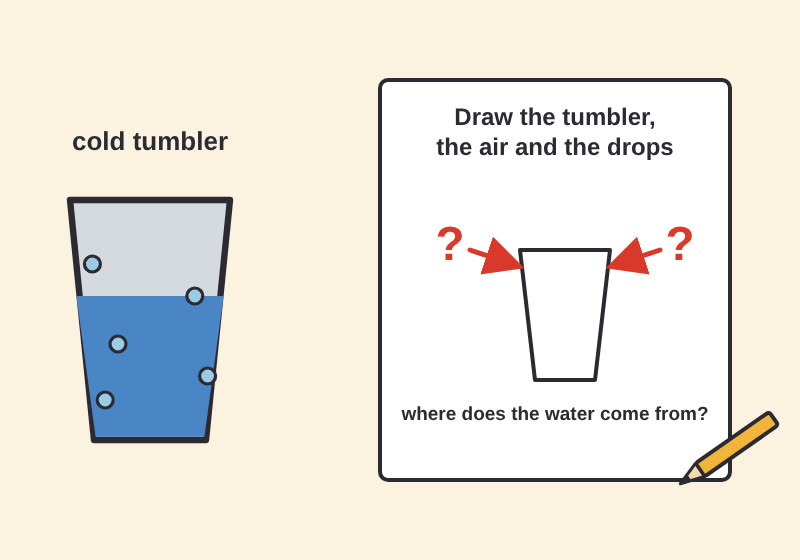 cold tumbler
Draw the tumbler,
the air and the drops
? ?
where does the water come from?